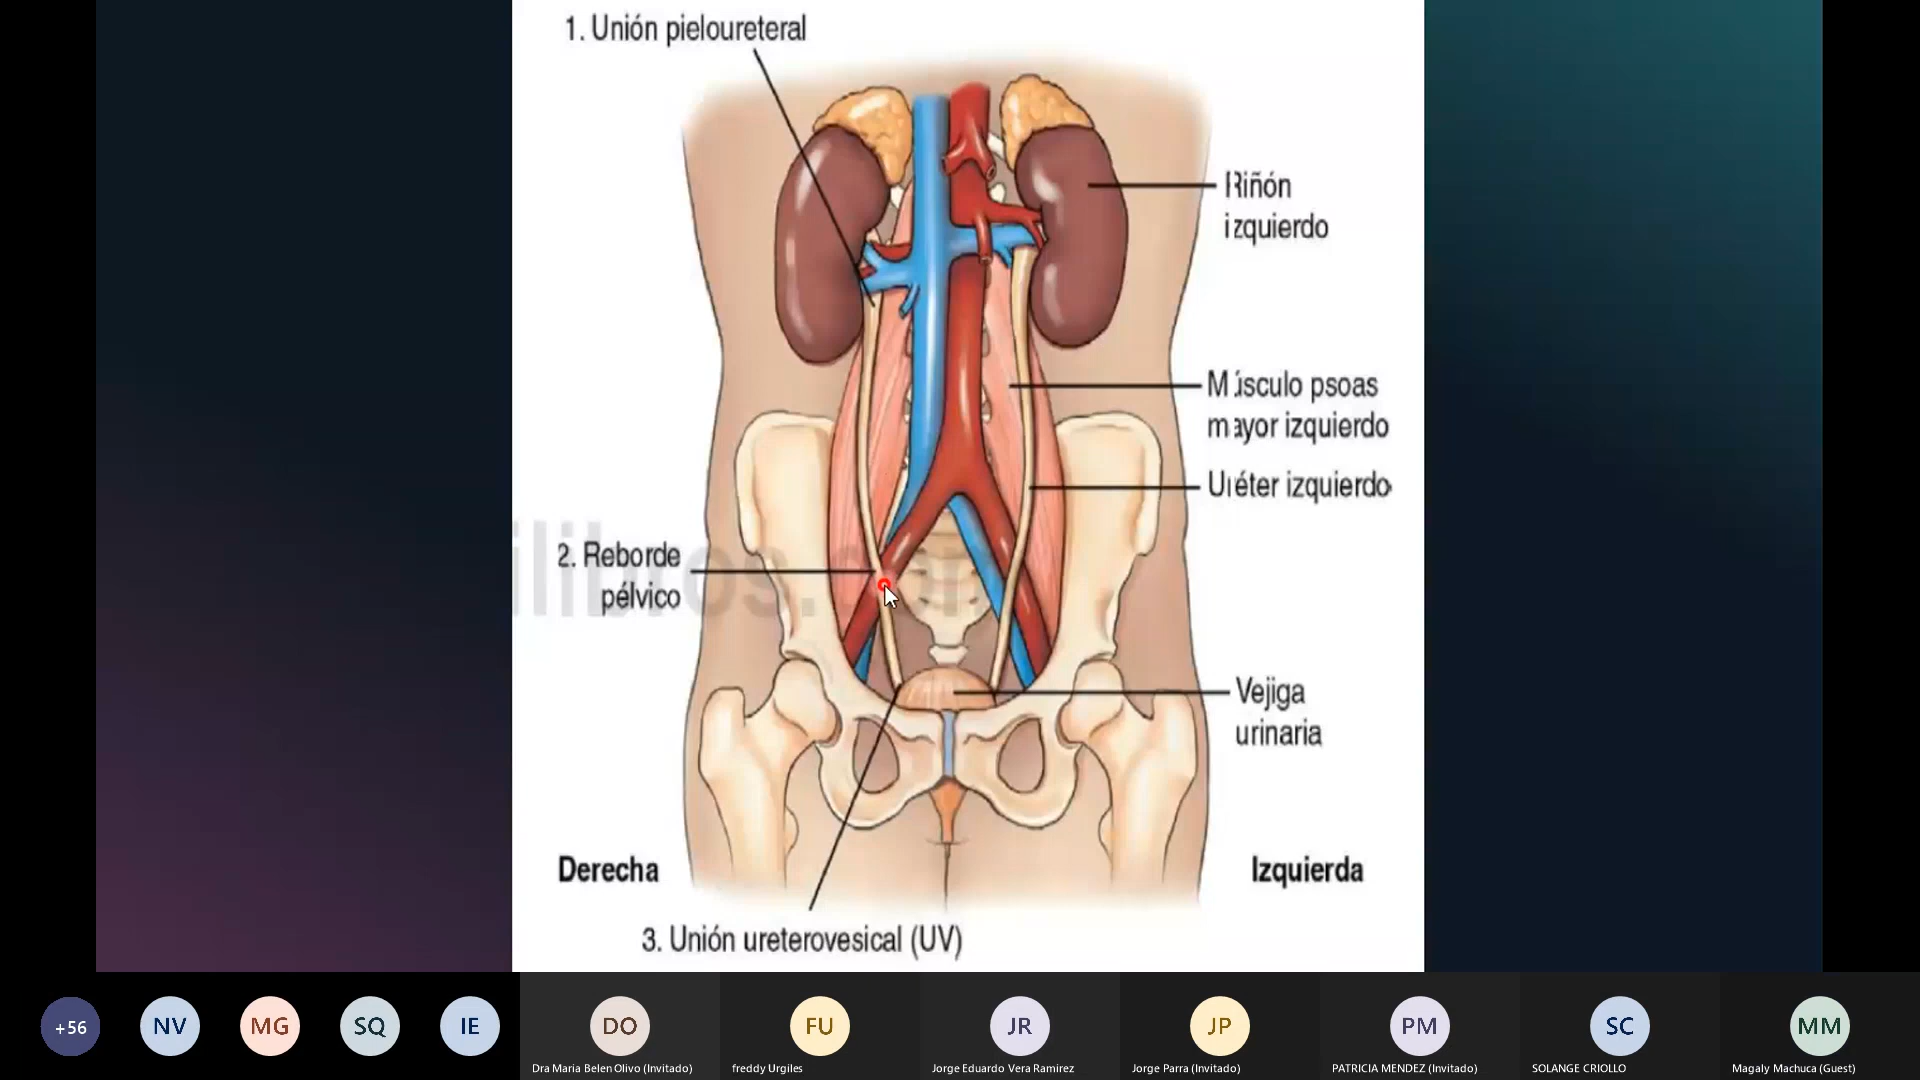 1. Unión pieloureteral
Riñón
izquierdo
Músculo psoas
mayor izquierdo
Uréter izquierdo
2. Reborde
pélvico
ilibros.com
Vejiga
urinaria
Derecha
Izquierda
3. Unión ureterovesical (UV)
+56
NV
MG
SQ
IE
DO
FU
JR
JP
PM
SC
MM
Dra Maria Belen Olivo (Invitado)
freddy Urgiles
Jorge Eduardo Vera Ramirez
Jorge Parra (Invitado)
PATRICIA MENDEZ (Invitado)
SOLANGE CRIOLLO
Magaly Machuca (Guest)